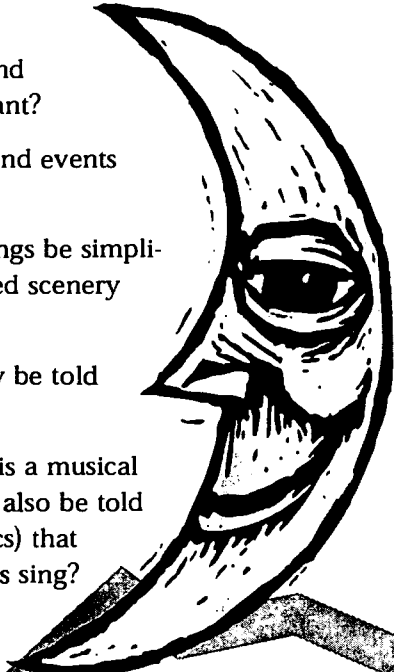 nd
ant?
nd events
ngs be simpli-
ed scenery
y be told
is a musical
also be told
cs) that
s sing?